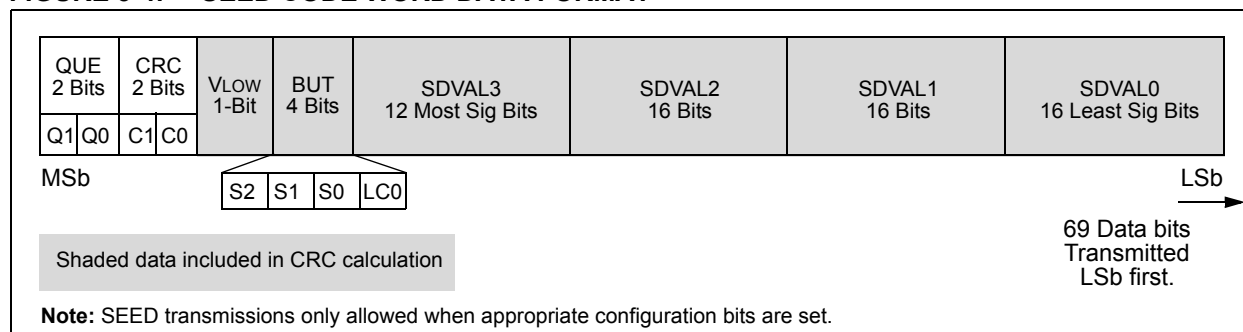 QUE CRC VLOW BUT SDVAL3 SDVAL2 SDVAL1 SDVAL0
2 Bits 2 Bits 1-Bit 4 Bits 12 Most Sig Bits 16 Bits 16 Bits 16 Least Sig Bits
Q1 Q0 C1 C0
MSb LSb
S2 S1 S0 LC0
69 Data bits
Transmitted
LSb first.
Shaded data included in CRC calculation
Note: SEED transmissions only allowed when appropriate configuration bits are set.